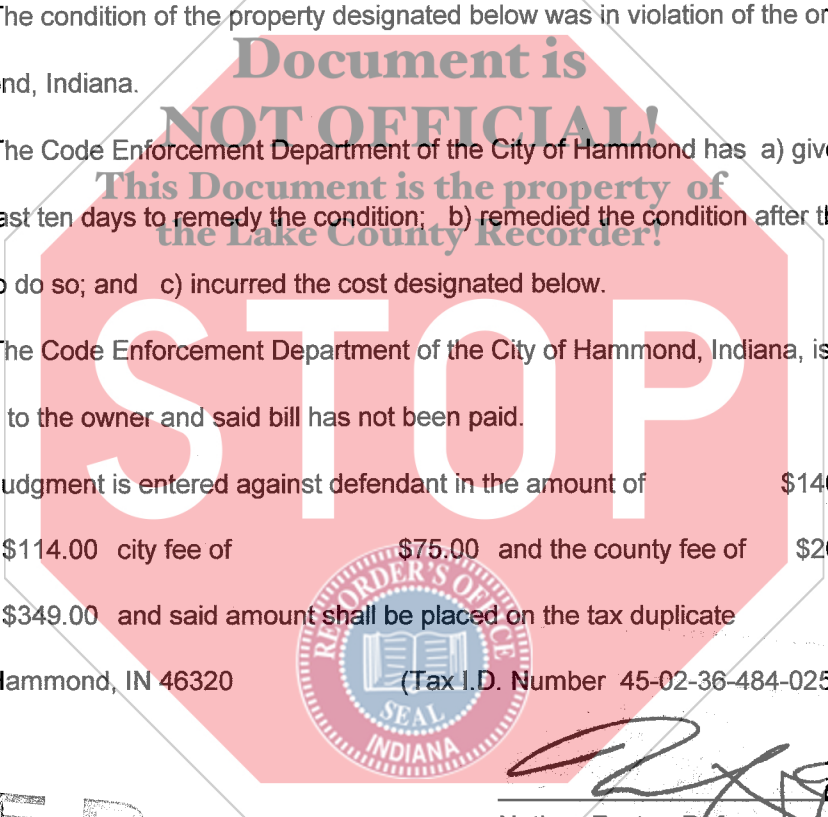 The condition of the property designated below was in violation of the or
Document is
nd, Indiana.
NOT OFFICIAL!
The Code Enforcement Department of the City of Hammond has a) give
This Document is the property of
ast ten days to remedy the condition; b) remedied the condition after th
the Lake County Recorder!
o do so; and c) incurred the cost designated below.
The Code Enforcement Department of the City of Hammond, Indiana, is
STOP
to the owner and said bill has not been paid.
udgment is entered against defendant in the amount of $140
$114.00 city fee of $75.00 and the county fee of $20
$349.00 and said amount shall be placed on the tax duplicate
RECORDER'S OFFICE
Hammond, IN 46320 (Tax I.D. Number 45-02-36-484-025
SEAL
INDIANA